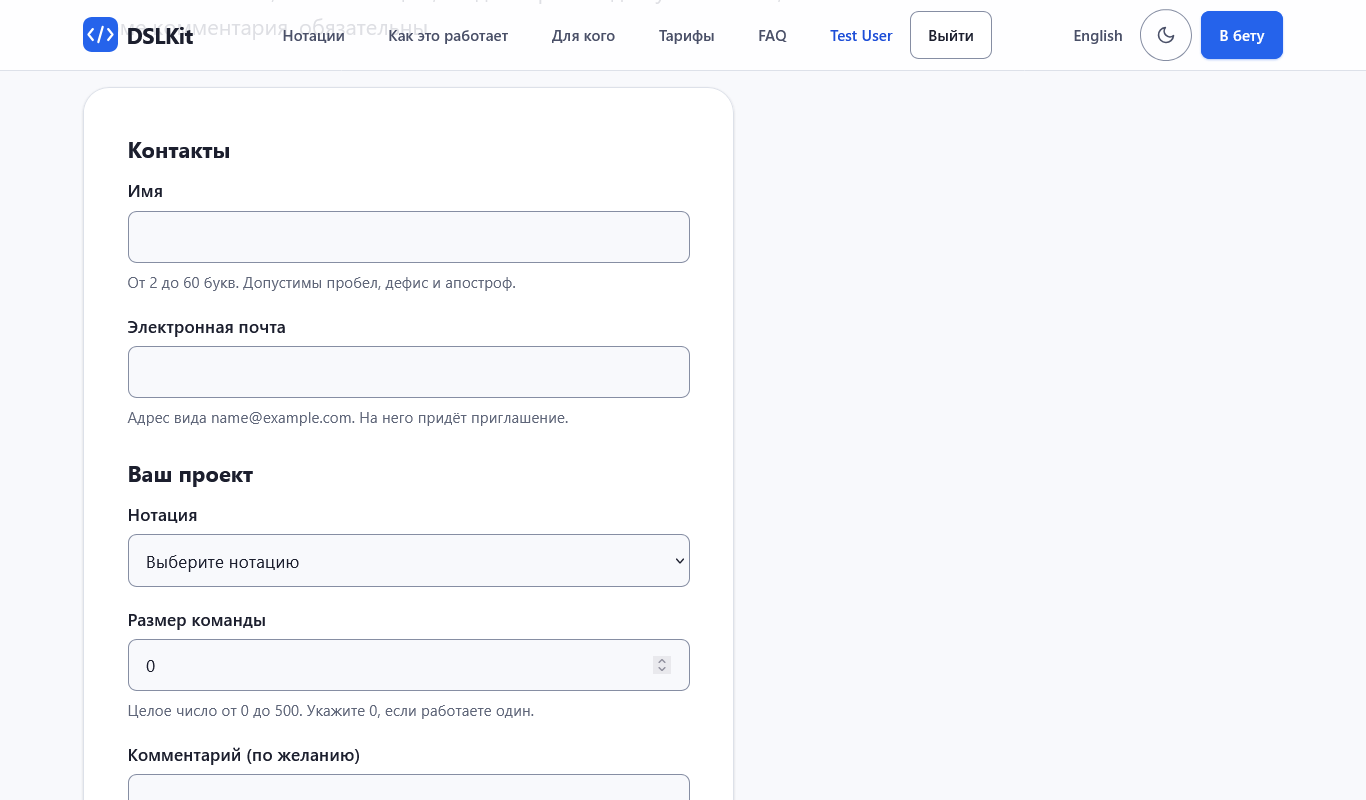 DSLKit
Нотации
Как это работает
Для кого
Тарифы
FAQ
Test User
Выйти
English
В бету
комментария, обязательны.
Контакты
Имя
От 2 до 60 букв. Допустимы пробел, дефис и апостроф.
Электронная почта
Адрес вида name@example.com. На него придёт приглашение.
Ваш проект
Нотация
Выберите нотацию
Размер команды
0
Целое число от 0 до 500. Укажите 0, если работаете один.
Комментарий (по желанию)